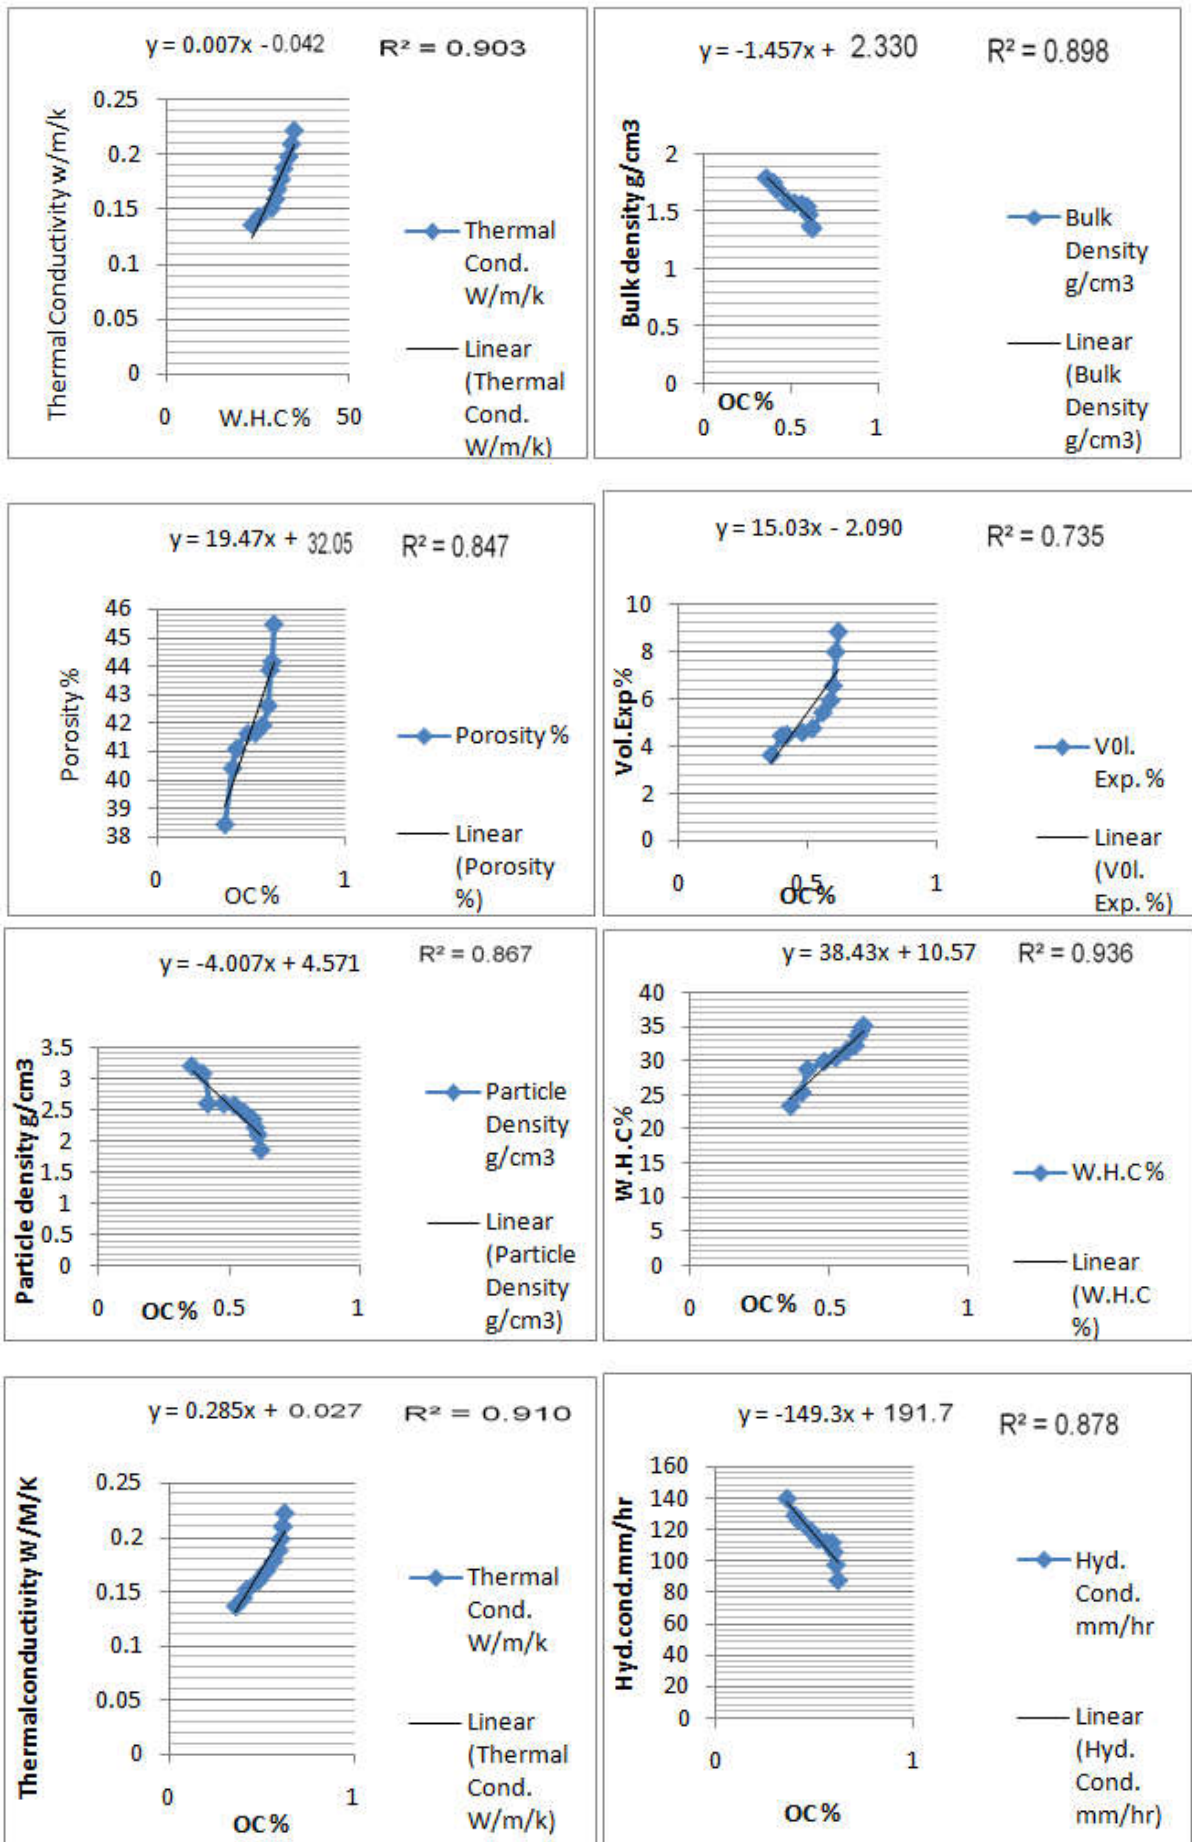 y = 0.007x - 0.042 R² = 0.903
Thermal Conductivity w/m/k
0.25
0.2
0.15
0.1
0.05
0
0 W.H.C % 50
Thermal
Cond.
W/m/k
Linear
(Thermal
Cond.
W/m/k)
y = -1.457x + 2.330 R² = 0.898
Bulk density g/cm3
2
1.5
1
0.5
0
OC %
0 0.5 1
Bulk
Density
g/cm3
Linear
(Bulk
Density
g/cm3)
y = 19.47x + 32.05 R² = 0.847
Porosity %
46
45
44
43
42
41
40
39
38
0 1
OC %
Porosity %
Linear
(Porosity
%)
y = 15.03x - 2.090 R² = 0.735
Vol.Exp%
10
8
6
4
2
0
0 0.5 1
OC %
V0l.
Exp. %
Linear
(V0l.
Exp. %)
y = -4.007x + 4.571 R² = 0.867
Particle density g/cm3
3.5
3
2.5
2
1.5
1
0.5
0
0 OC % 0.5 1
Particle
Density
g/cm3
Linear
(Particle
Density
g/cm3)
y = 38.43x + 10.57 R² = 0.936
W.H.C%
40
35
30
25
20
15
10
5
0
0 OC % 0.5 1
W.H.C %
Linear
(W.H.C
%)
y = 0.285x + 0.027 R² = 0.910
Thermalconductivity W/M/K
0.25
0.2
0.15
0.1
0.05
0
0 1
OC %
Thermal
Cond.
W/m/k
Linear
(Thermal
Cond.
W/m/k)
y = -149.3x + 191.7 R² = 0.878
Hyd.cond.mm/hr
160
140
120
100
80
60
40
20
0
0 1
OC %
Hyd.
Cond.
mm/hr
Linear
(Hyd.
Cond.
mm/hr)